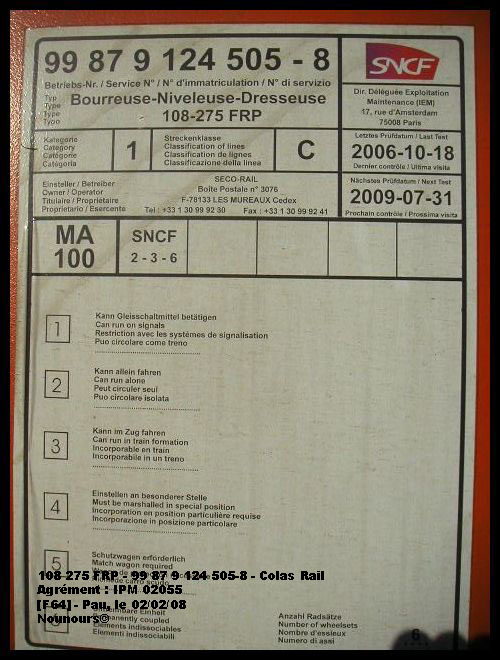 99 87 9 124 505 - 8
Betriebs-Nr. / Service N° / N° d'immatriculation / N° di servizio
Typ
Type
Type
Tipo
Bourreuse-Niveleuse-Dresseuse
108-275 FRP
SNCF
Dir. Déléguée Exploitation
Maintenance (IEM)
17, rue d'Amsterdam
75008 Paris
Kategorie
Category
Catégorie
Categoria
1
Streckenklasse
Classification of lines
Classification de lignes
Classificazione della linea
C
Letztes Prüfdatum / Last Test
2006-10-18
Dernier contrôle / Ultima visita
Einsteller / Betreiber
Owner / Operator
Titulaire / Propriétaire
Proprietario / Esercente
SECO-RAIL
Boîte Postale n° 3076
F-78133 LES MUREAUX Cedex
Tel : +33 1 30 99 92 30 Fax : +33 1 30 99 92 41
Nächstes Prüfdatum / Next Test
2009-07-31
Prochain contrôle / Prossima visita
MA
100
SNCF
2 - 3 - 6
1
Kann Gleisschaltmittel betätigen
Can run on signals
Restriction avec les systèmes de signalisation
Puo circolare come treno
2
Kann allein fahren
Can run alone
Peut circuler seul
Puo circolare isolata
3
Kann im Zug fahren
Can run in train formation
Incorporable en train
Incorporabile in un treno
4
Einstellen an besonderer Stelle
Must be marshalled in special position
Incorporation en position particulière requise
Incorporazione in posizione particolare
5
Schutzwagen erforderlich
Match wagon required
108-275 FRP - 99 87 9 124 505-8 - Colas Rail
Agrément : IPM 02055
[F64] - Pau, le 02/02/08
Nounours©
Einheit
permanently coupled
Eléments indissociables
Elementi indissociabili
Anzahl Radsätze
Number of wheelsets
Nombre d'essieux
Numero di assi
6